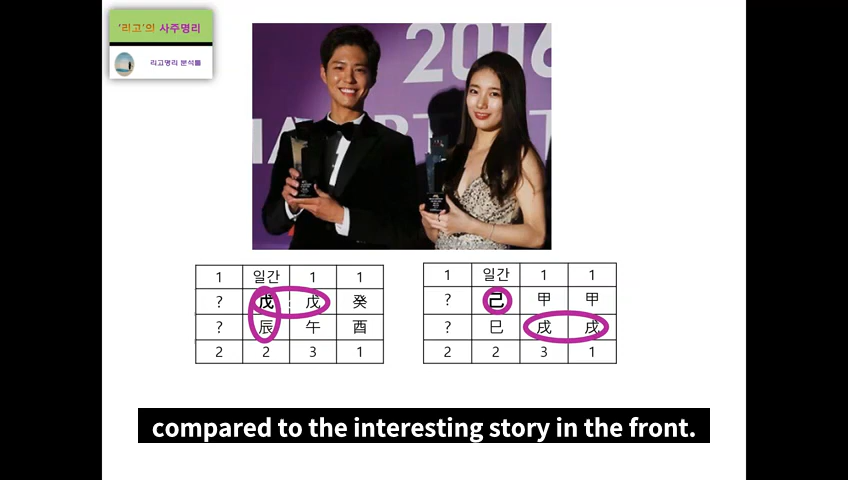 '리고'의 사주명리
리고명리 분석틀
2016
1 일간 1 1
? 戊 戊 癸
? 辰 午 酉
2 2 3 1
1 일간 1 1
? 己 甲 甲
? 巳 戌 戌
2 2 3 1
compared to the interesting story in the front.